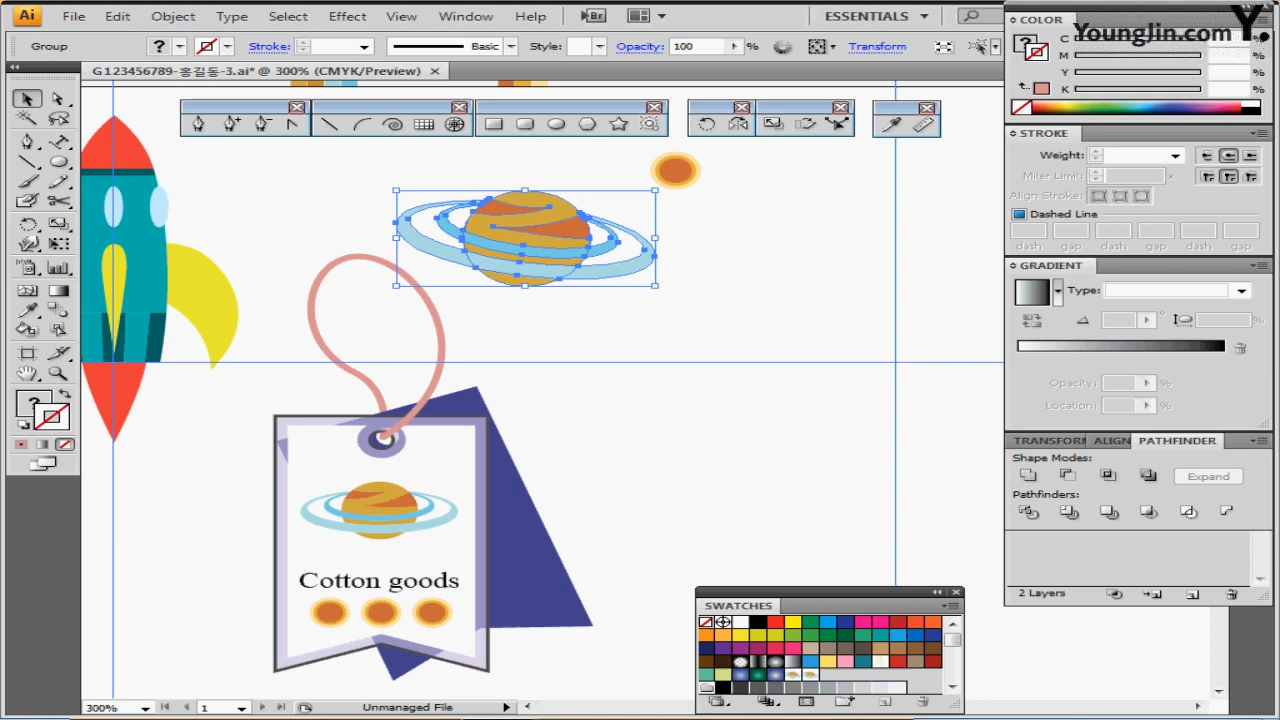 Ai File Edit Object Type Select Effect View Window Help Br ESSENTIALS
YoungJin.com
Y.
Group ? Stroke: Basic Style: Opacity: 100 % Transform
G123456789-홍길동-3.ai* @ 300% (CMYK/Preview)
COLOR
?
C %
M %
Y %
K %
STROKE
Weight:
Miter Limit: x
Align Stroke:
Dashed Line
dash gap dash gap dash gap
GRADIENT
Type:
°
%
Opacity: %
Location: %
?
TRANSFORM ALIGN PATHFINDER
Shape Modes:
Expand
Pathfinders:
2 Layers
Cotton goods
SWATCHES
300% 1 Unmanaged File